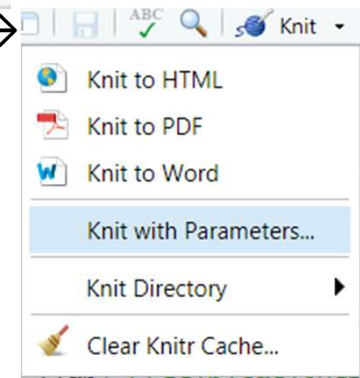 ABC Knit
Knit to HTML
Knit to PDF
W Knit to Word
Knit with Parameters...
Knit Directory
Clear Knitr Cache...